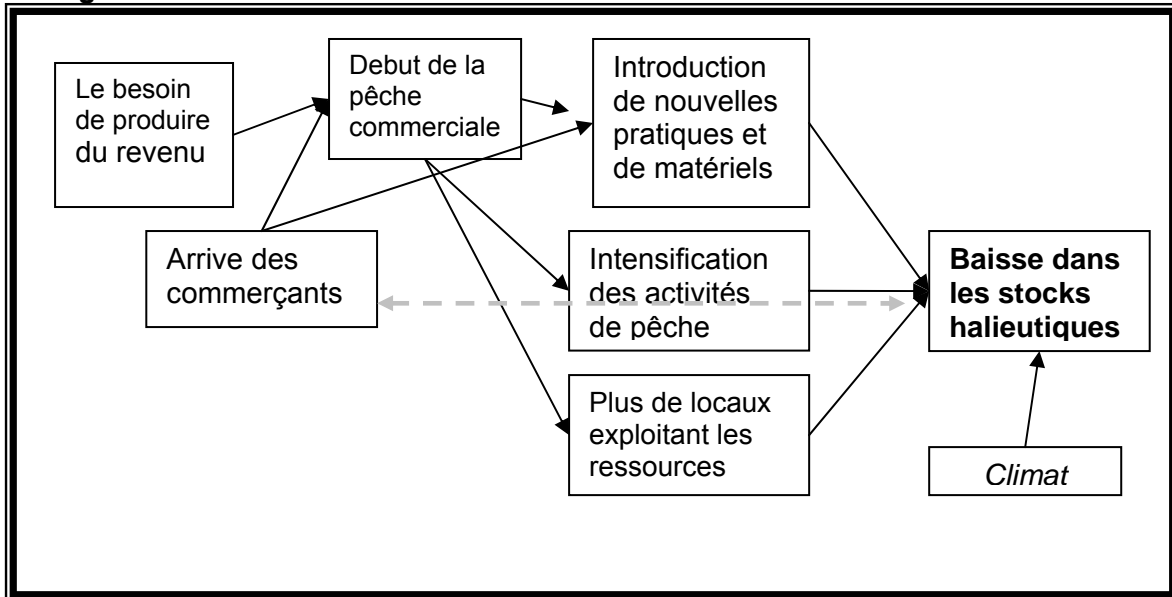 Le besoin
de produire
du revenu
Debut de la
pêche
commerciale
Introduction
de nouvelles
pratiques et
de matériels
Arrive des
commerçants
Intensification
des activités
de pêche
Baisse dans
les stocks
halieutiques
Plus de locaux
exploitant les
ressources
Climat